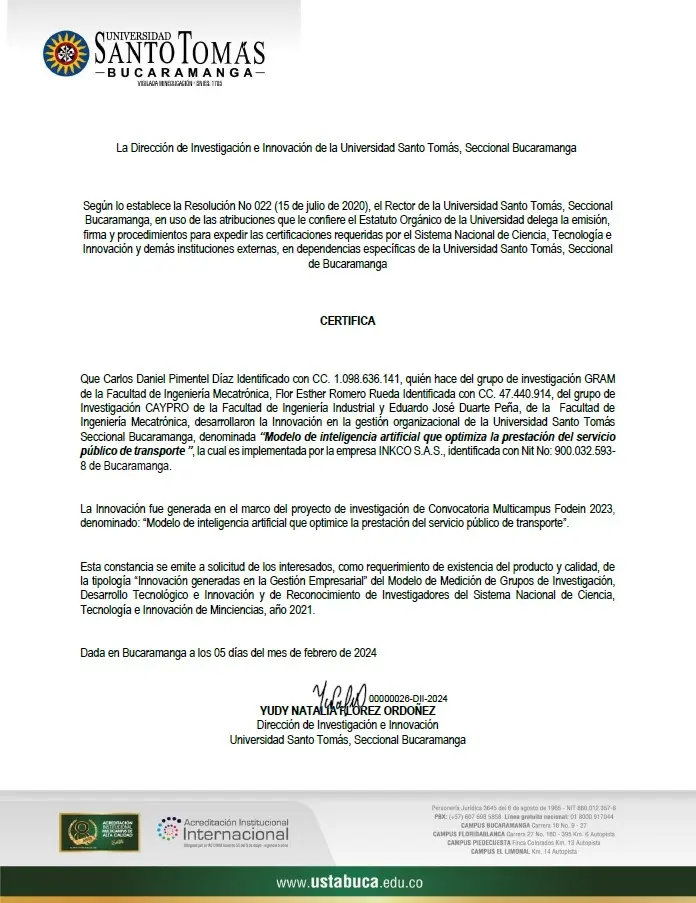 UNIVERSIDAD
SANTO TOMÁS
BUCARAMANGA
VIGILADA MINEDUCACIÓN - SNIES 1705
La Dirección de Investigación e Innovación de la Universidad Santo Tomás, Seccional Bucaramanga
Según lo establece la Resolución No 022 (15 de julio de 2020), el Rector de la Universidad Santo Tomás, Seccional
Bucaramanga, en uso de las atribuciones que le confiere el Estatuto Orgánico de la Universidad delega la emisión,
firma y procedimientos para expedir las certificaciones requeridas por el Sistema Nacional de Ciencia, Tecnología e
Innovación y demás instituciones externas, en dependencias específicas de la Universidad Santo Tomás, Seccional
de Bucaramanga
CERTIFICA
Que Carlos Daniel Pimentel Díaz Identificado con CC. 1.098.636.141, quién hace del grupo de investigación GRAM
de la Facultad de Ingeniería Mecatrónica, Flor Esther Romero Rueda Identificada con CC. 47.440.914, del grupo de
Investigación CAYPRO de la Facultad de Ingeniería Industrial y Eduardo José Duarte Peña, de la Facultad de
Ingeniería Mecatrónica, desarrollaron la Innovación en la gestión organizacional de la Universidad Santo Tomás
Seccional Bucaramanga, denominada "Modelo de inteligencia artificial que optimiza la prestación del servicio
público de transporte", la cual es implementada por la empresa INKCO S.A.S., identificada con Nit No: 900.032.593-
8 de Bucaramanga.
La Innovación fue generada en el marco del proyecto de investigación de Convocatoria Multicampus Fodein 2023,
denominado: "Modelo de inteligencia artificial que optimice la prestación del servicio público de transporte".
Esta constancia se emite a solicitud de los interesados, como requerimiento de existencia del producto y calidad, de
la tipología "Innovación generadas en la Gestión Empresarial" del Modelo de Medición de Grupos de Investigación,
Desarrollo Tecnológico e Innovación y de Reconocimiento de Investigadores del Sistema Nacional de Ciencia,
Tecnología e Innovación de Minciencias, año 2021.
Dada en Bucaramanga a los 05 días del mes de febrero de 2024
00000026-DII-2024
YUDY NATALIA FLOREZ ORDOÑEZ
Dirección de Investigación e Innovación
Universidad Santo Tomás, Seccional Bucaramanga
ACREDITACIÓN
INSTITUCIONAL
MULTICAMPUS DE
ALTA CALIDAD
Acreditación Institucional
Internacional
Personería Jurídica 3645 del 6 de agosto de 1965 - NIT 860.012.357-6
PBX: (+57) 607 698 5858 Línea gratuita nacional: 01 8000 917044
CAMPUS BUCARAMANGA Carrera 18 No. 9 - 27
CAMPUS FLORIDABLANCA Carrera 27 No. 180 - 395 Km. 6 Autopista
CAMPUS PIEDECUESTA Finca Colorados Km. 13 Autopista
CAMPUS EL LIMONAL Km. 14 Autopista
www.ustabuca.edu.co